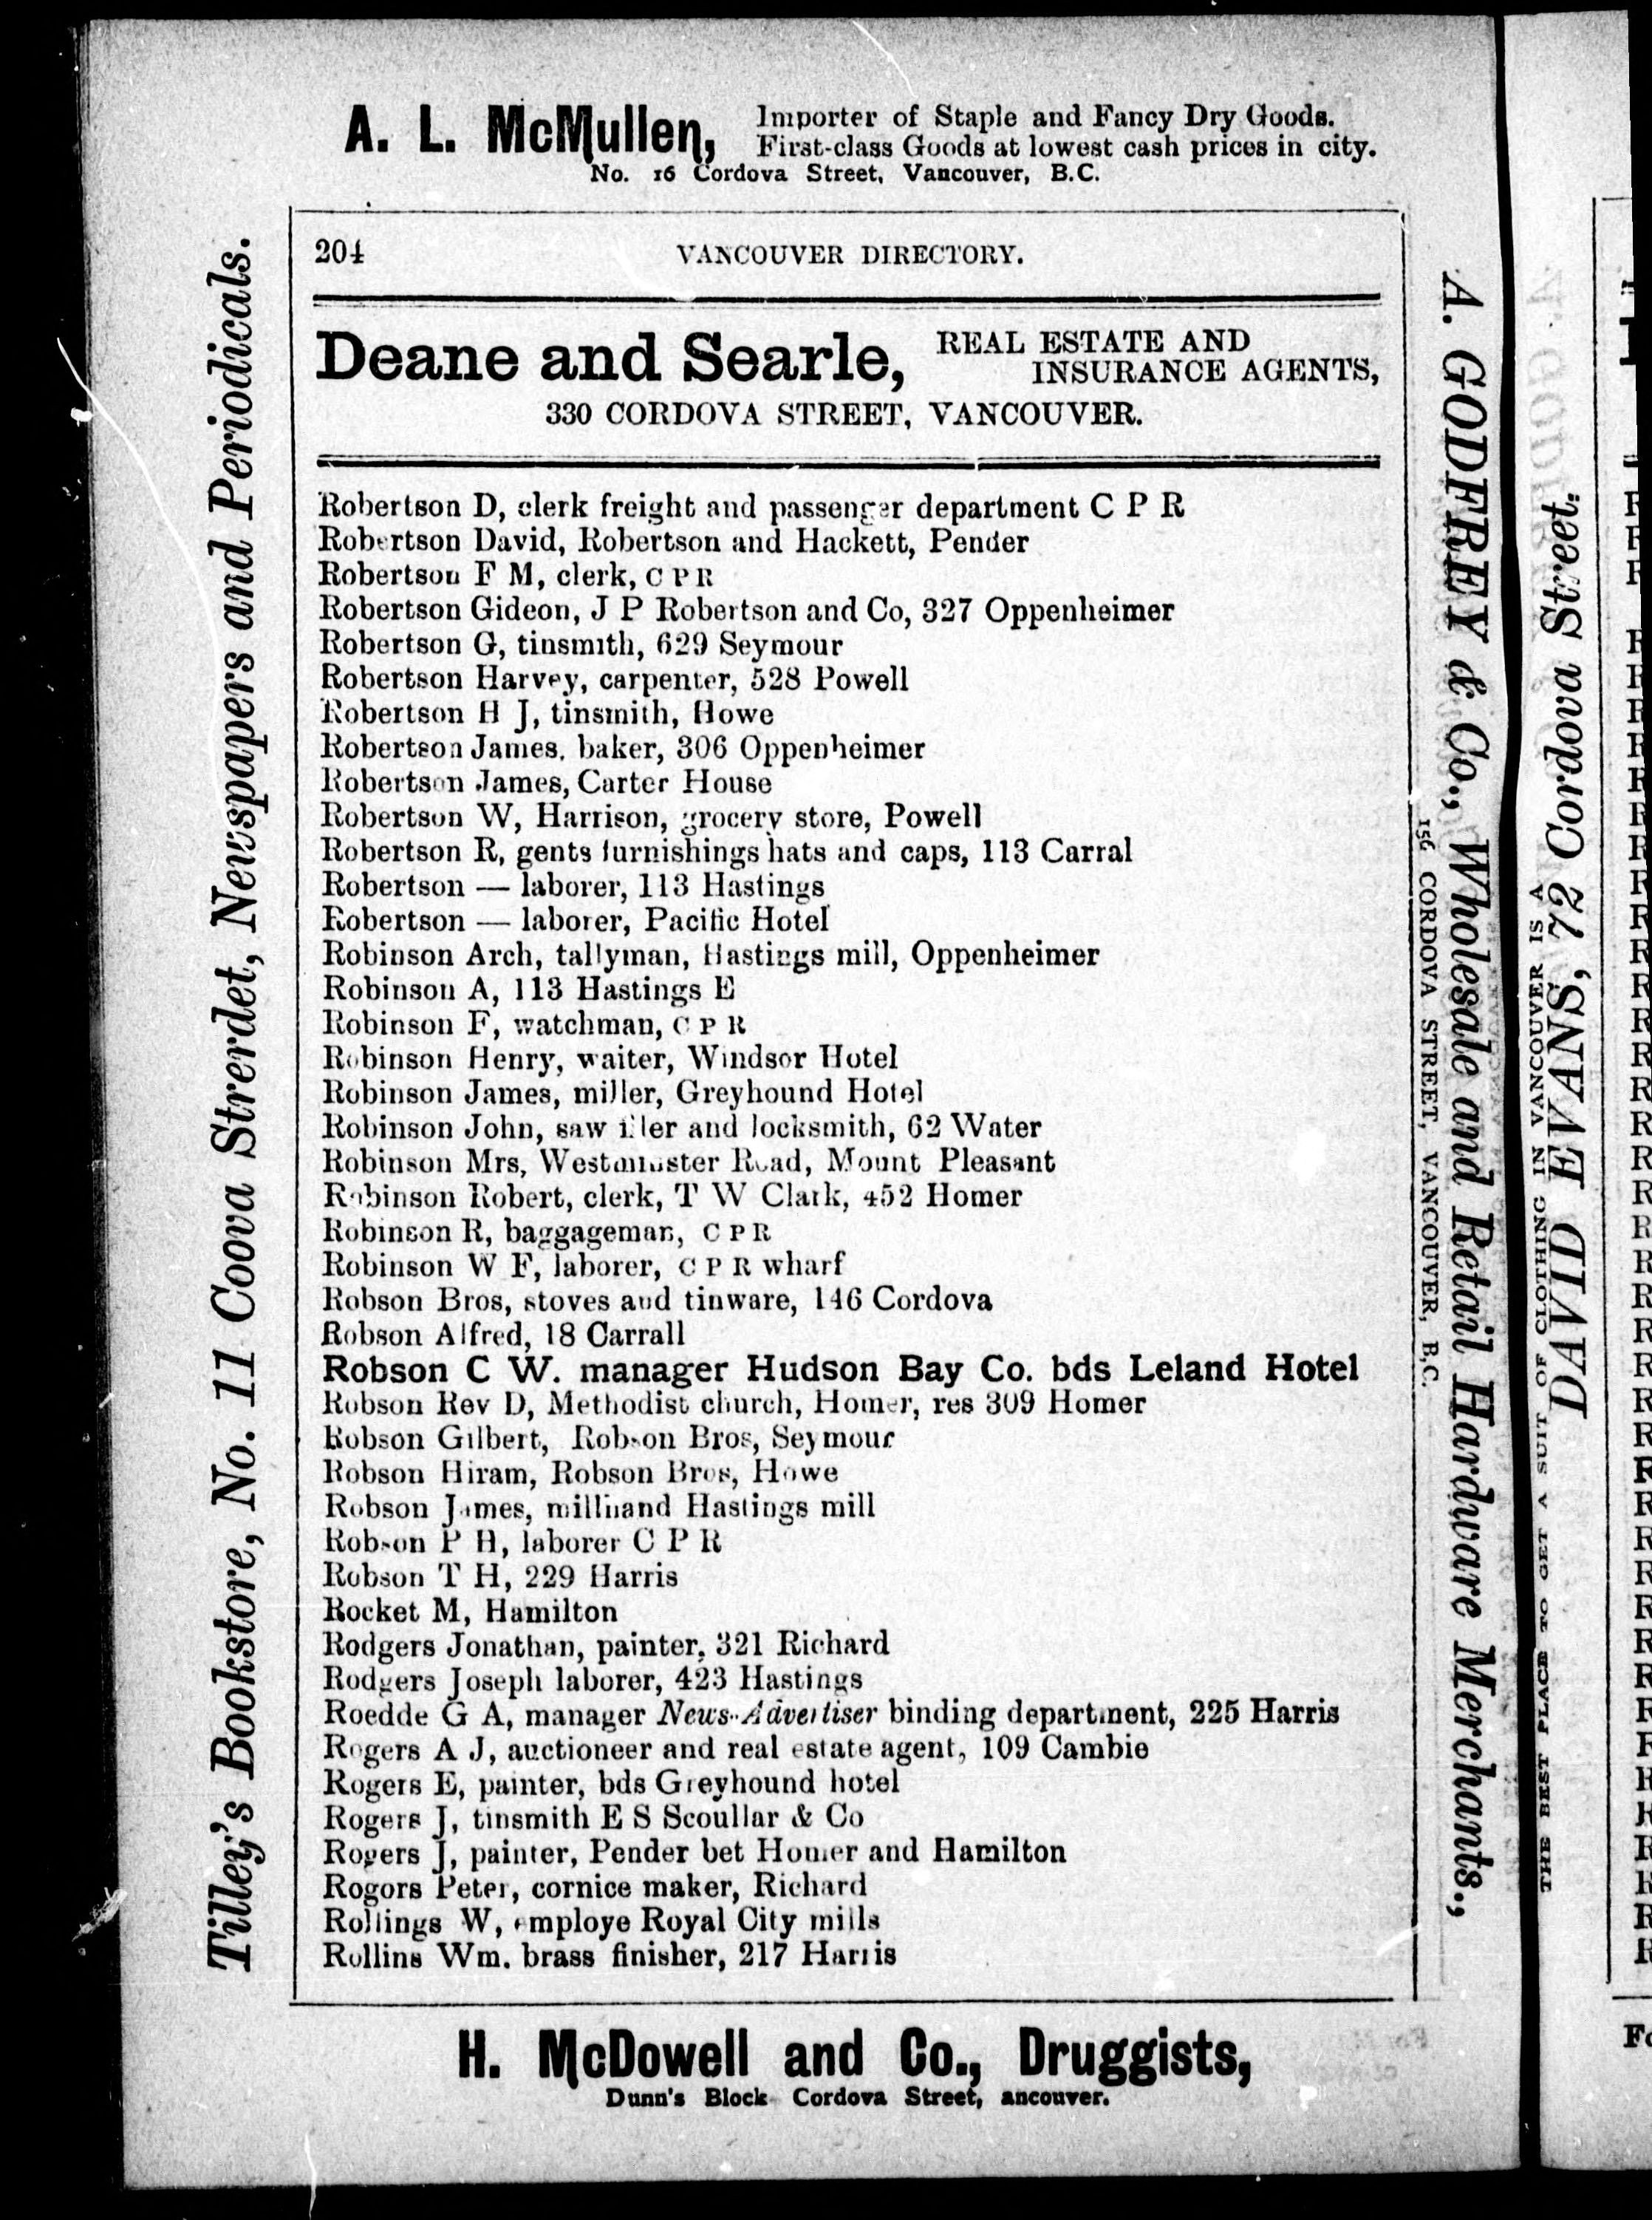 A. L. McMullen, Importer of Staple and Fancy Dry Goods.
First-class Goods at lowest cash prices in city.
No. 16 Cordova Street, Vancouver, B.C.
204 VANCOUVER DIRECTORY.
Deane and Searle, REAL ESTATE AND
INSURANCE AGENTS,
330 CORDOVA STREET, VANCOUVER.
Robertson D, clerk freight and passenger department C P R
Robertson David, Robertson and Hackett, Pender
Robertson F M, clerk, C P R
Robertson Gideon, J P Robertson and Co, 327 Oppenheimer
Robertson G, tinsmith, 629 Seymour
Robertson Harvey, carpenter, 528 Powell
Robertson H J, tinsmith, Howe
Robertson James. baker, 306 Oppenheimer
Robertson James, Carter House
Robertson W, Harrison, grocery store, Powell
Robertson R, gents furnishings hats and caps, 113 Carral
Robertson — laborer, 113 Hastings
Robertson — laborer, Pacific Hotel
Robinson Arch, tallyman, Hastings mill, Oppenheimer
Robinson A, 113 Hastings E
Robinson F, watchman, C P R
Robinson Henry, waiter, Windsor Hotel
Robinson James, miller, Greyhound Hotel
Robinson John, saw filer and locksmith, 62 Water
Robinson Mrs, Westminster Road, Mount Pleasant
Robinson Robert, clerk, T W Clark, 452 Homer
Robinson R, baggageman, C P R
Robinson W F, laborer, C P R wharf
Robson Bros, stoves and tinware, 146 Cordova
Robson Alfred, 18 Carrall
Robson C W. manager Hudson Bay Co. bds Leland Hotel
Robson Rev D, Methodist church, Homer, res 309 Homer
Robson Gilbert, Robson Bros, Seymour
Robson Hiram, Robson Bros, Howe
Robson James, millhand Hastings mill
Robson P H, laborer C P R
Robson T H, 229 Harris
Rocket M, Hamilton
Rodgers Jonathan, painter, 321 Richard
Rodgers Joseph laborer, 423 Hastings
Roedde G A, manager News-Advertiser binding department, 225 Harris
Rogers A J, auctioneer and real estate agent, 109 Cambie
Rogers E, painter, bds Greyhound hotel
Rogers J, tinsmith E S Scoullar & Co
Rogers J, painter, Pender bet Homer and Hamilton
Rogors Peter, cornice maker, Richard
Rollings W, employe Royal City mills
Rollins Wm. brass finisher, 217 Harris
H. McDowell and Co., Druggists,
Dunn's Block Cordova Street, ancouver.
Tilley's Bookstore, No. 11 Coova Strerdet, Newspapers and Periodicals.
A. GODFREY & Co., Wholesale and Retail Hardware Merchants.,
156 CORDOVA STREET, VANCOUVER, B,C.
THE BEST PLACE TO GET A SUIT OF CLOTHING IN VANCOUVER IS A
DAVID EVANS, 72 Cordova Street.